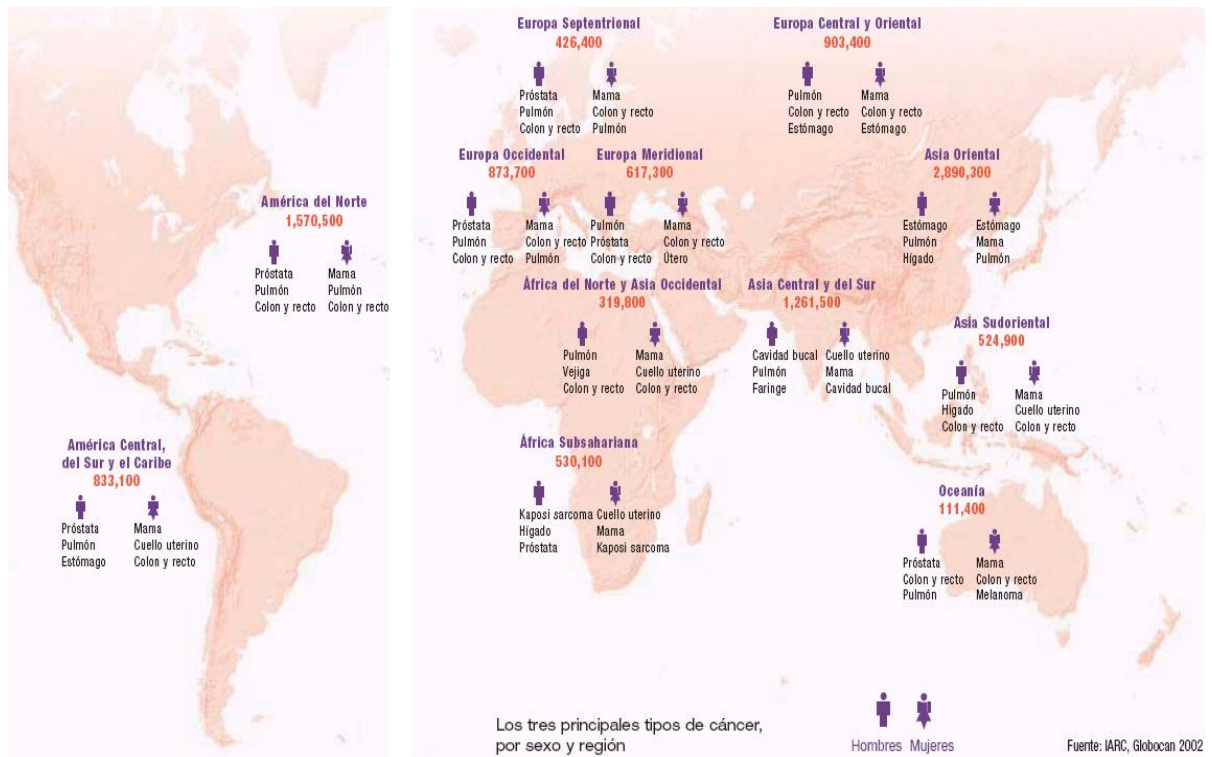 Europa Septentrional
426,400
Próstata
Pulmón
Colon y recto
Mama
Colon y recto
Pulmón
Europa Central y Oriental
903,400
Pulmón
Colon y recto
Estómago
Mama
Colon y recto
Estómago
Europa Occidental
873,700
Próstata
Pulmón
Colon y recto
Mama
Colon y recto
Pulmón
Europa Meridional
617,300
Pulmón
Próstata
Colon y recto
Mama
Colon y recto
Útero
Asia Oriental
2,890,300
Estómago
Pulmón
Hígado
Estómago
Mama
Pulmón
América del Norte
1,570,500
Próstata
Pulmón
Colon y recto
Mama
Pulmón
Colon y recto
África del Norte y Asia Occidental
319,800
Pulmón
Vejiga
Colon y recto
Mama
Cuello uterino
Colon y recto
Asia Central y del Sur
1,261,500
Cavidad bucal
Pulmón
Faringe
Cuello uterino
Mama
Cavidad bucal
Asia Sudoriental
524,900
Pulmón
Hígado
Colon y recto
Mama
Cuello uterino
Colon y recto
América Central,
del Sur y el Caribe
833,100
Próstata
Pulmón
Estómago
Mama
Cuello uterino
Colon y recto
África Subsahariana
530,100
Kaposi sarcoma
Hígado
Próstata
Cuello uterino
Mama
Kaposi sarcoma
Oceanía
111,400
Próstata
Colon y recto
Pulmón
Mama
Colon y recto
Melanoma
Los tres principales tipos de cáncer,
por sexo y región
Hombres Mujeres
Fuente: IARC, Globocan 2002